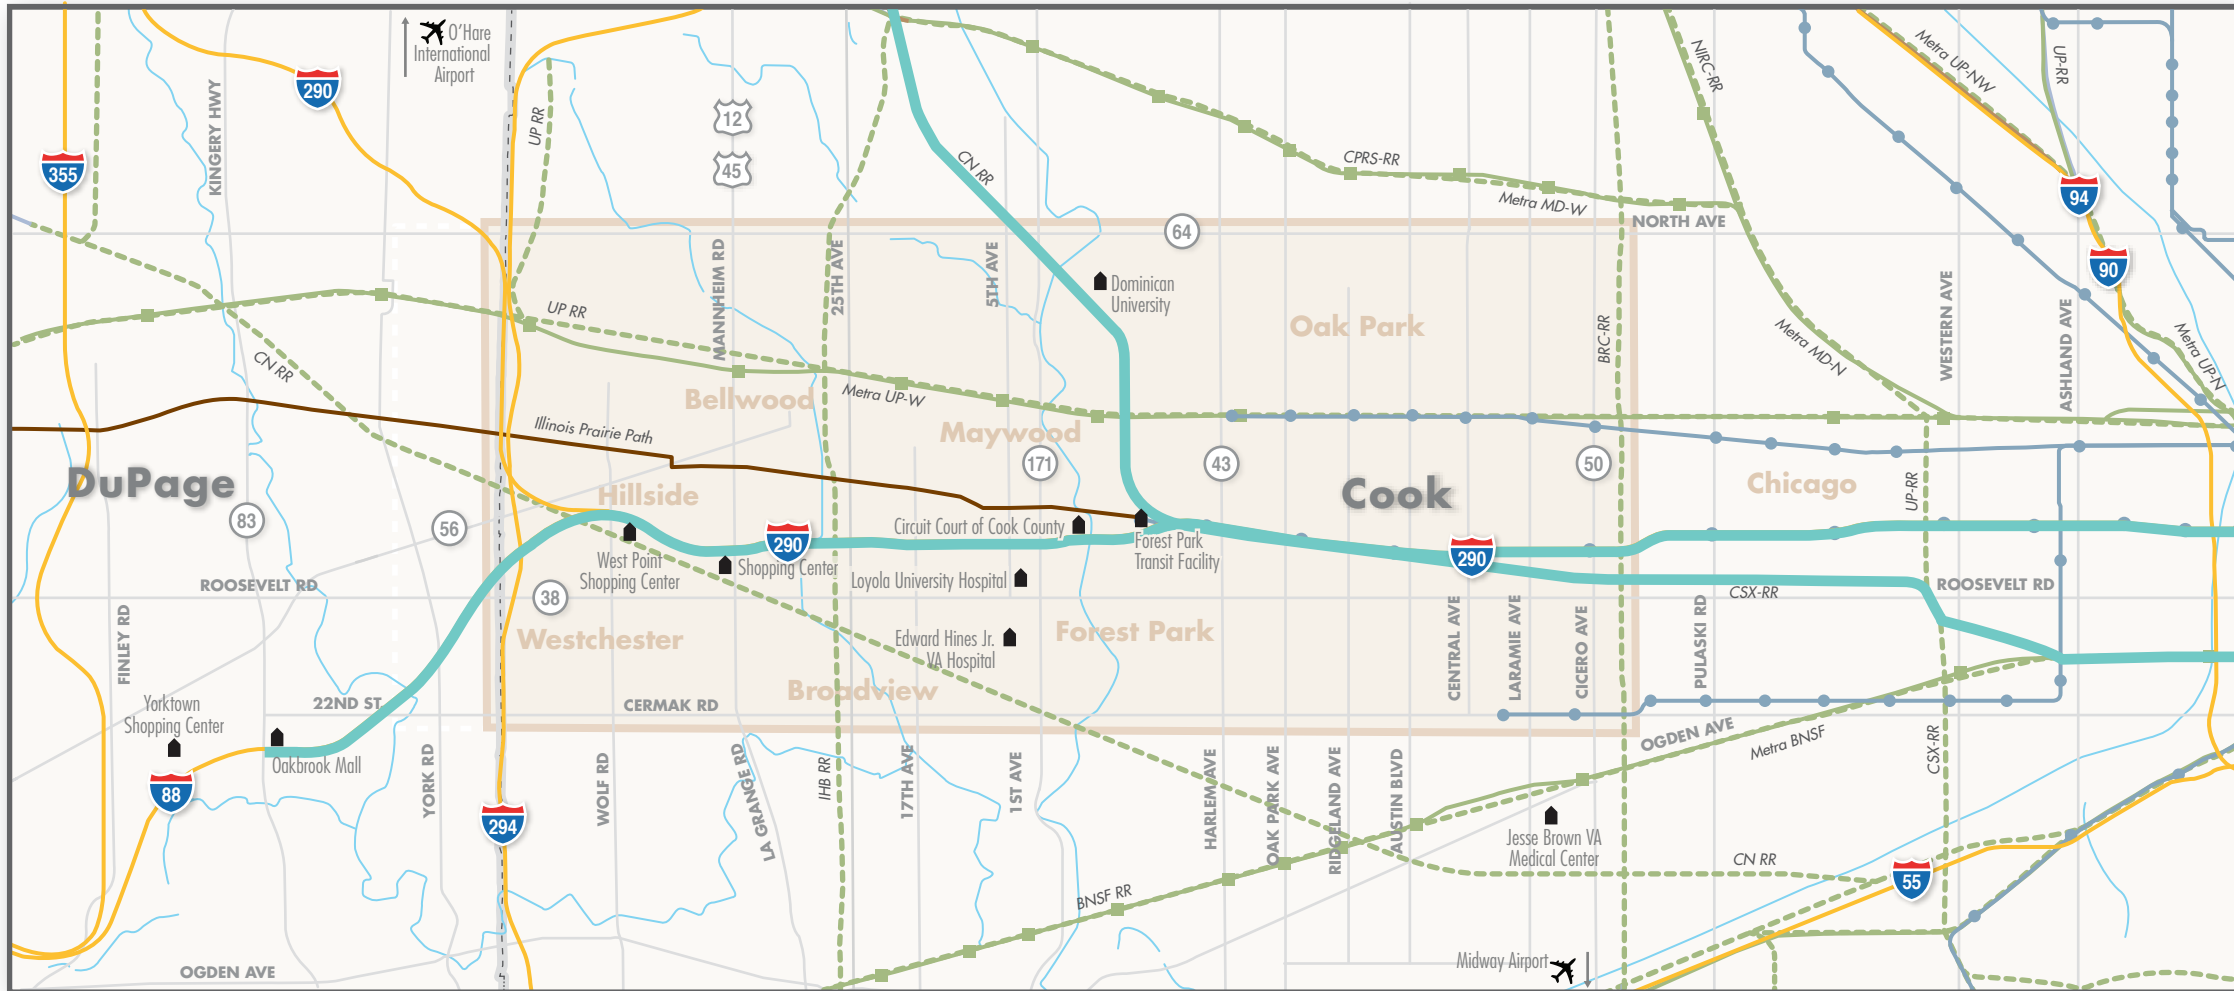 O'Hare
International
Airport
290
355
KINGERY HWY
UP RR
12
45
CN RR
CPRS-RR
Metra MD-W
NIRC-RR
Metra UP-NW
UP-RR
94
90
64
NORTH AVE
MANNHEIM RD
25TH AVE
5TH AVE
Dominican
University
Oak Park
BRC-RR
Metra MD-N
WESTERN AVE
ASHLAND AVE
Metra UP-N
UP RR
CN RR
Bellwood
Metra UP-W
Illinois Prairie Path
Maywood
171
43
50
DuPage
Cook
Chicago
UP-RR
Hillside
83
56
West Point
Shopping Center
290
Shopping Center
Circuit Court of Cook County
Forest Park
Transit Facility
290
Loyola University Hospital
ROOSEVELT RD
CSX-RR
ROOSEVELT RD
38
Westchester
Edward Hines Jr.
VA Hospital
Forest Park
FINLEY RD
CENTRAL AVE
LARAMIE AVE
CICERO AVE
PULASKI RD
Broadview
22ND ST
CERMAK RD
Yorktown
Shopping Center
Oakbrook Mall
88
YORK RD
294
WOLF RD
LA GRANGE RD
IHB RR
17TH AVE
1ST AVE
HARLEM AVE
OAK PARK AVE
RIDGELAND AVE
AUSTIN BLVD
OGDEN AVE
Metra BNSF
CSX-RR
Jesse Brown VA
Medical Center
CN RR
55
BNSF RR
Midway Airport
OGDEN AVE